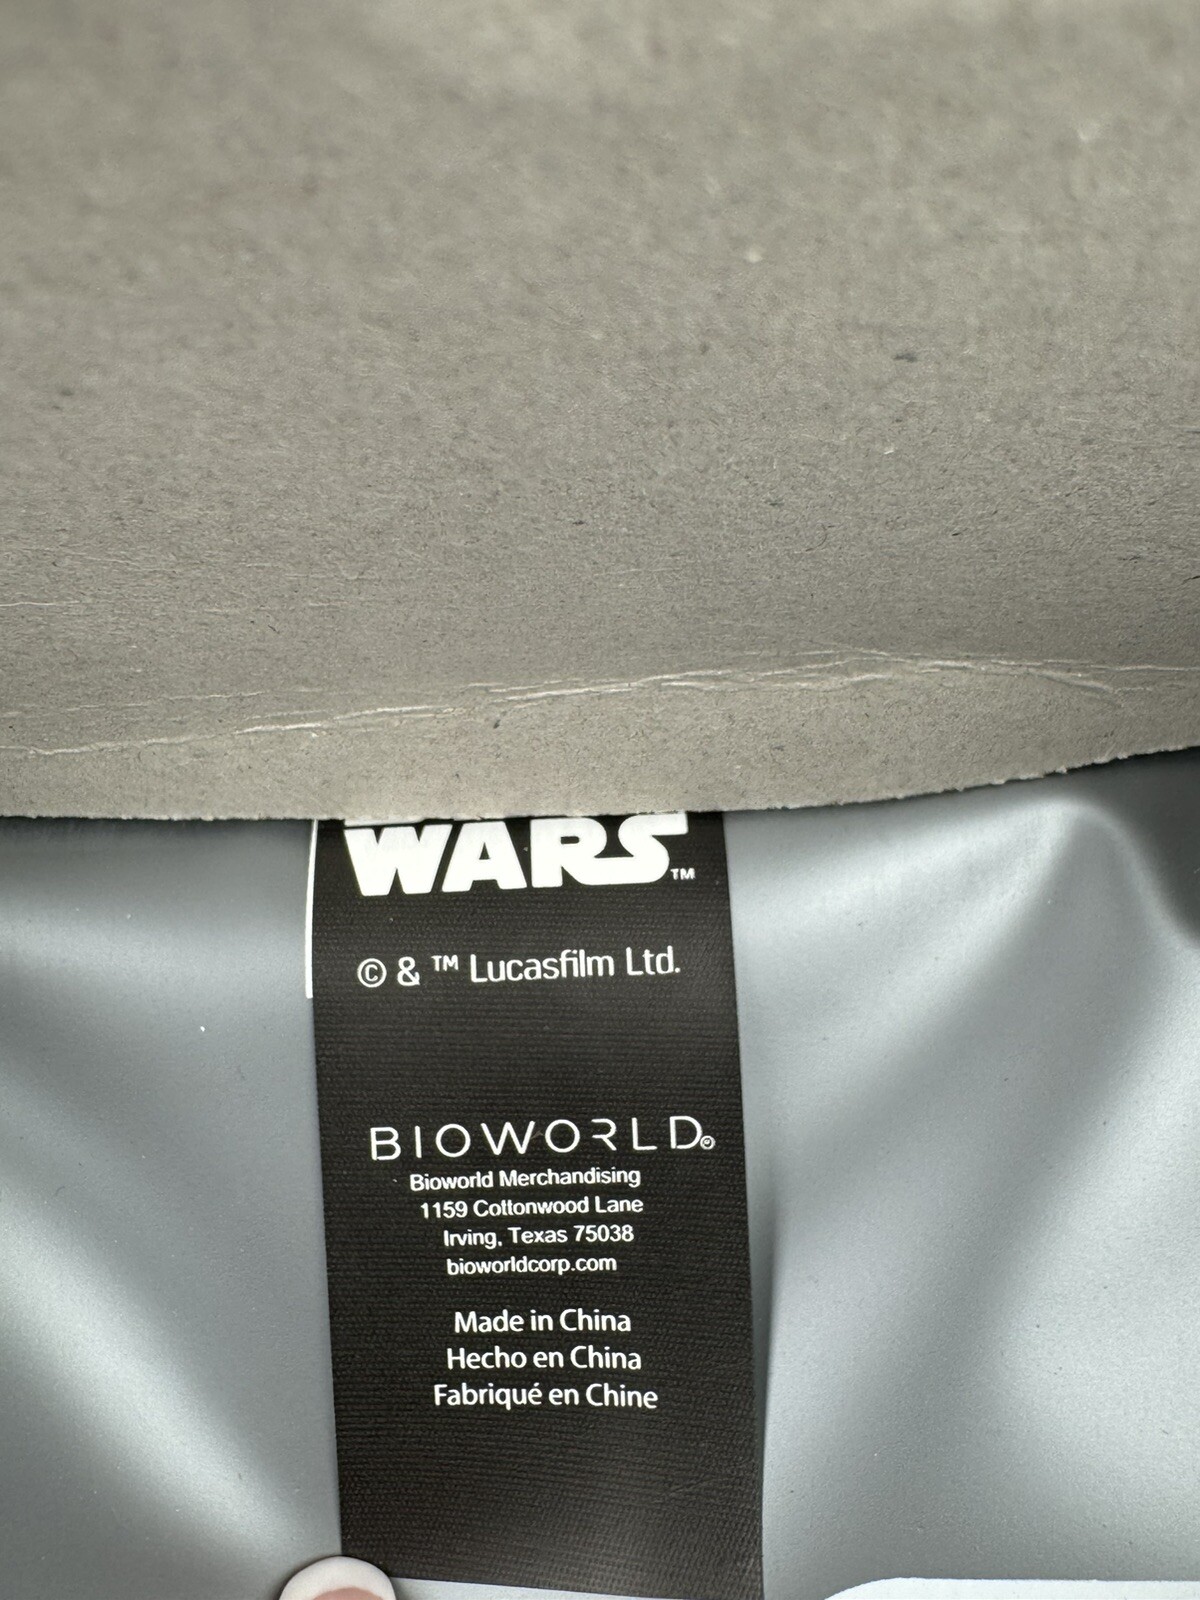 WARS™
© & ™ Lucasfilm Ltd.
BIOWORLD®
Bioworld Merchandising
1159 Cottonwood Lane
Irving, Texas 75038
bioworldcorp.com
Made in China
Hecho en China
Fabriqué en Chine